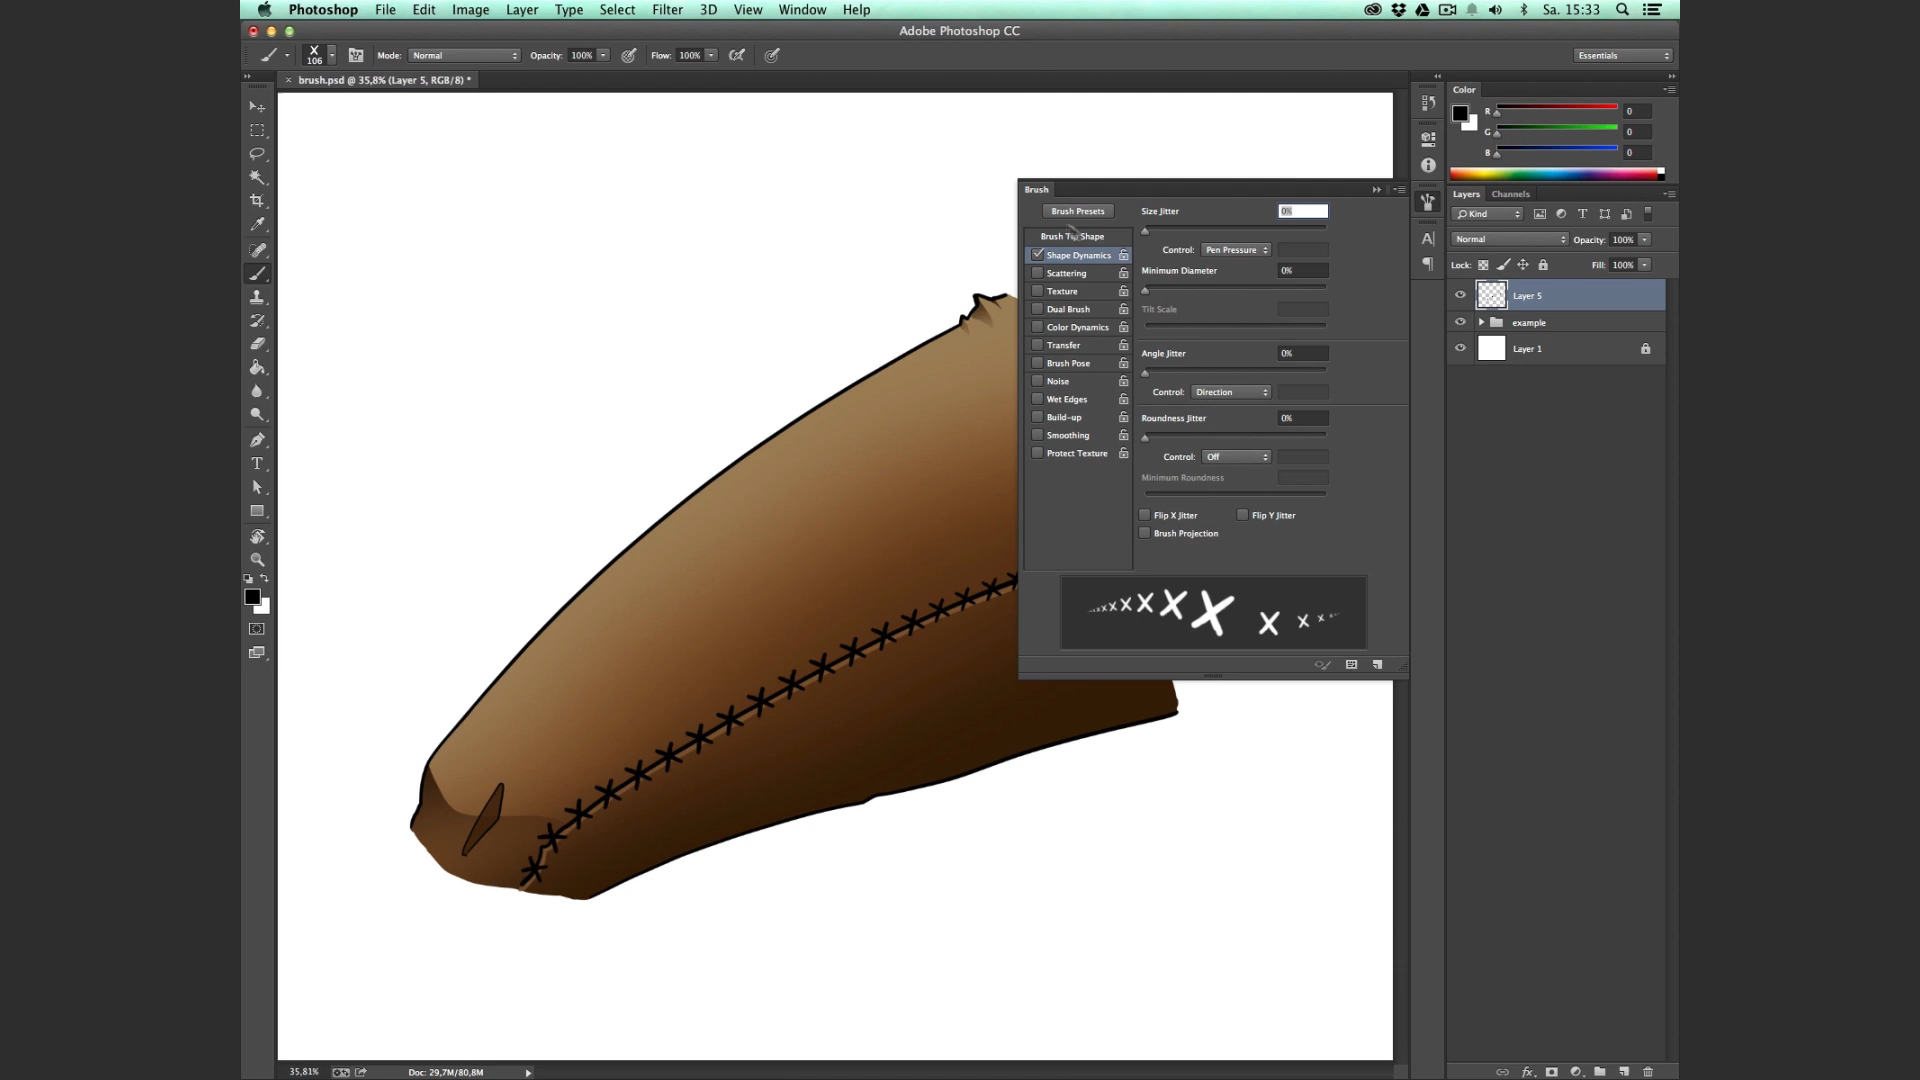 Photoshop File Edit Image Layer Type Select Filter 3D View Window Help Sa. 15:33
Adobe Photoshop CC
106 Mode: Normal Opacity: 100% Flow: 100% Essentials
× brush.psd @ 35,8% (Layer 5, RGB/8) *
Color
R 0
G 0
B 0
Brush
Brush Presets
Brush Tip Shape
Shape Dynamics
Scattering
Texture
Dual Brush
Color Dynamics
Transfer
Brush Pose
Noise
Wet Edges
Build-up
Smoothing
Protect Texture
Size Jitter 0%
Control: Pen Pressure
Minimum Diameter 0%
Tilt Scale
Angle Jitter 0%
Control: Direction
Roundness Jitter 0%
Control: Off
Minimum Roundness
Flip X Jitter Flip Y Jitter
Brush Projection
Layers Channels
Kind
Normal Opacity: 100%
Lock: Fill: 100%
Layer 5
example
Layer 1
35,81% Doc: 29,7M/80,8M